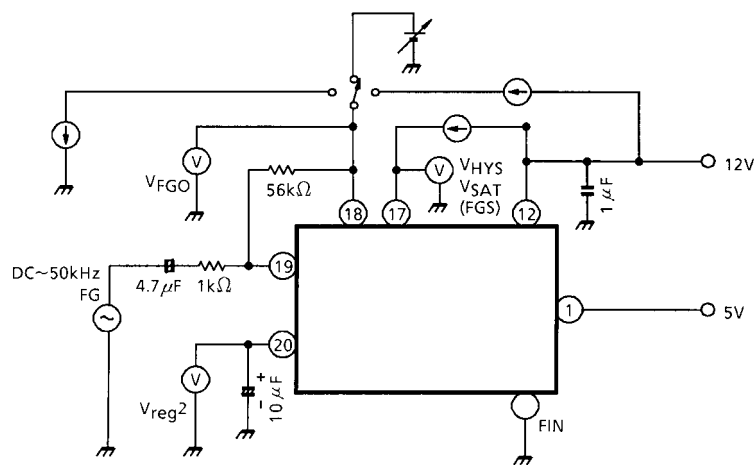 12V
V_FGO
V_HYS
V_SAT
(FGS)
56kΩ
1μF
18
17
12
DC~50kHz
FG
4.7μF
1kΩ
19
1
5V
20
V_reg2
10μF
+
−
FIN
V
V
V
~